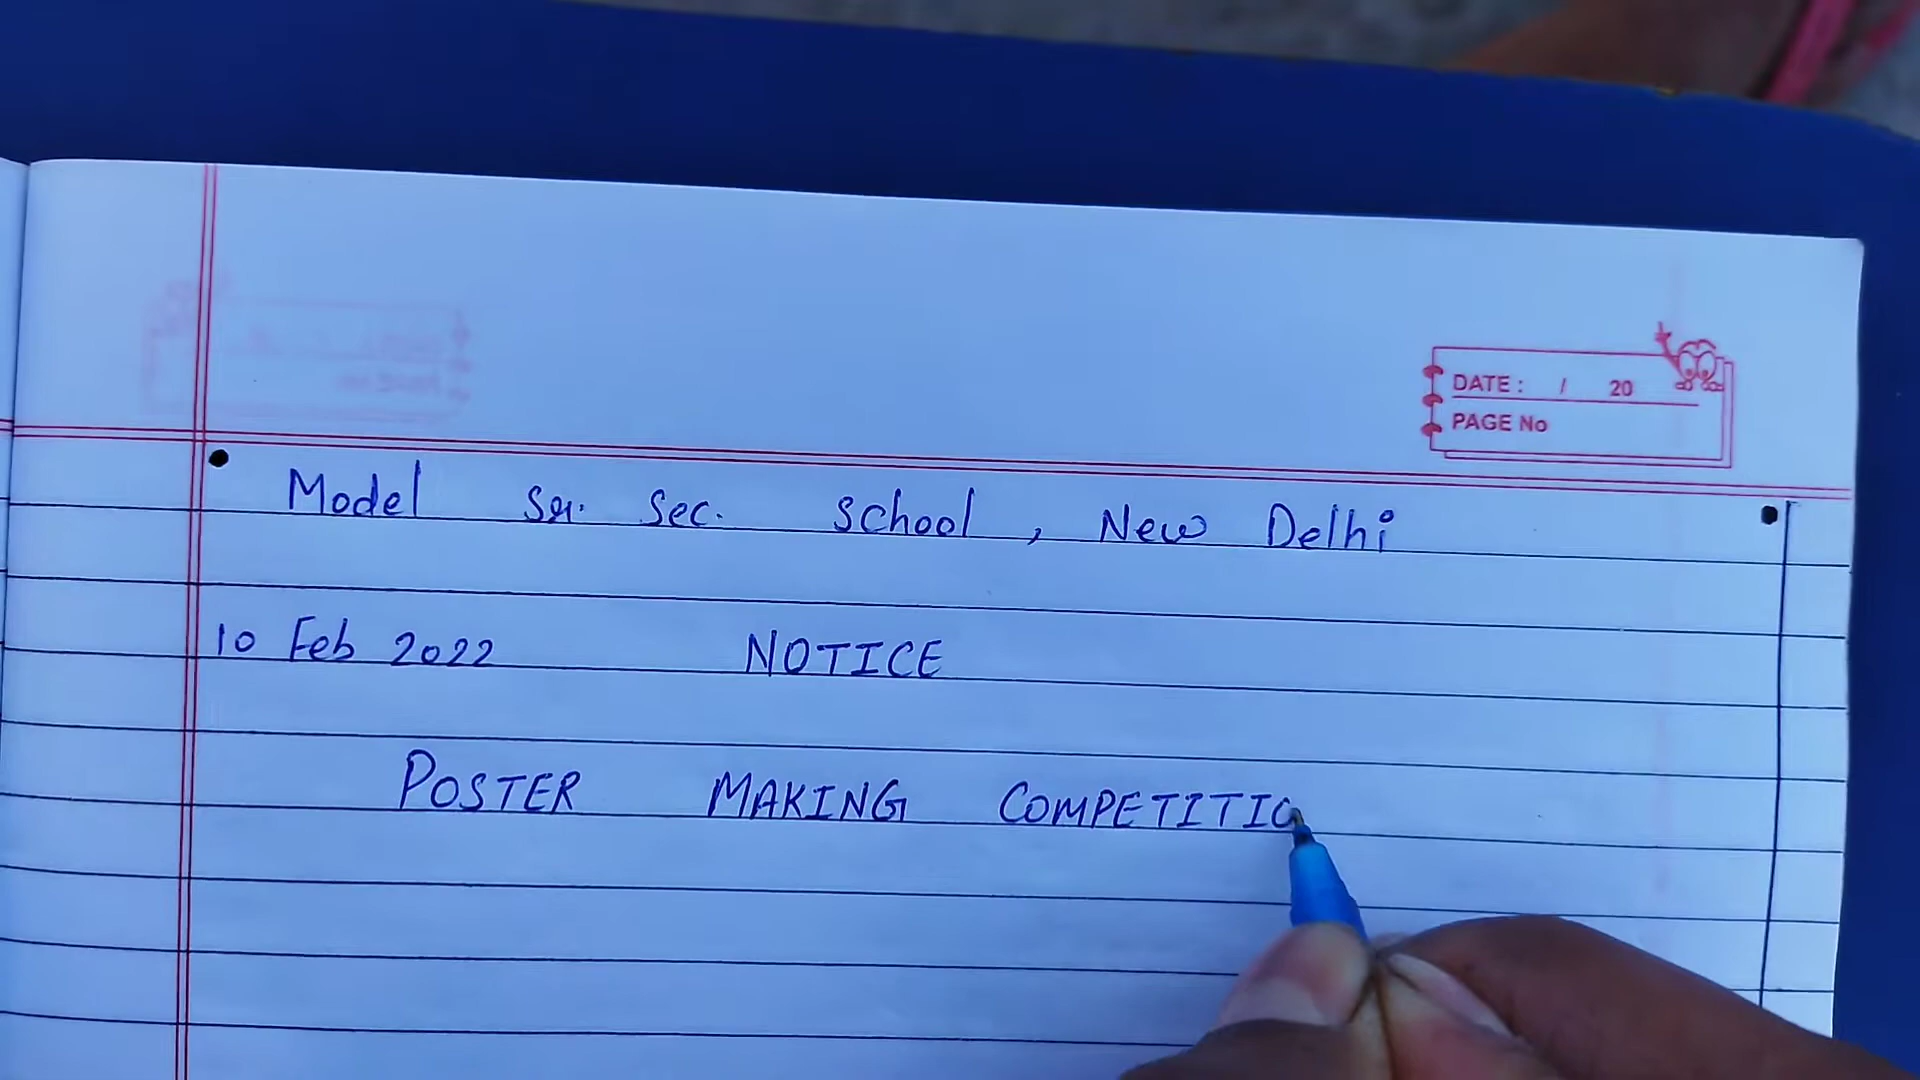 DATE : / 20
PAGE No
Model Sr. Sec. School , New Delhi
10 Feb 2022 NOTICE
POSTER MAKING COMPETITIO